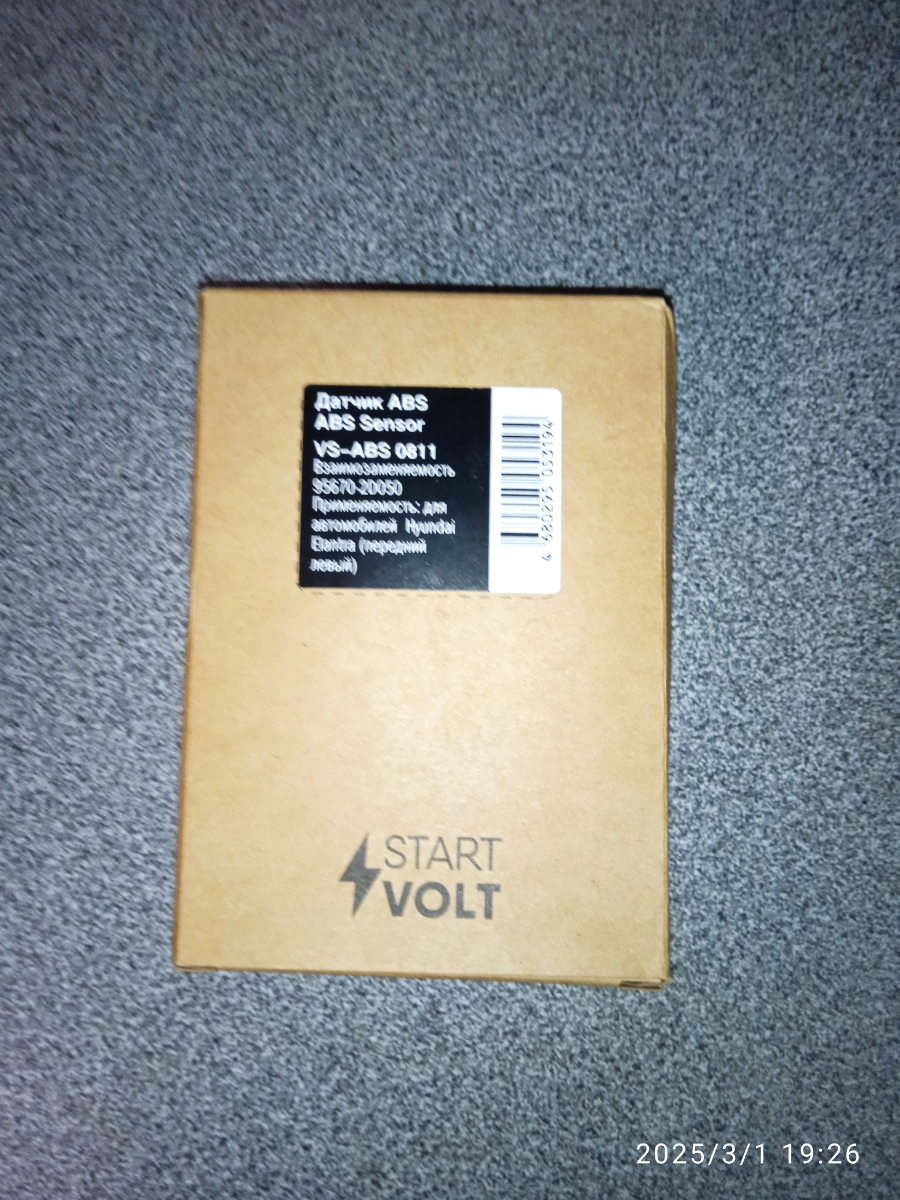 Датчик ABS
ABS Sensor
VS-ABS 0811
Взаимозаменяемость
95670-2D050
Применяемость: для
автомобилей Hyundai
Elantra (передний
левый)
4 680295 053194
START
VOLT
2025/3/1 19:26